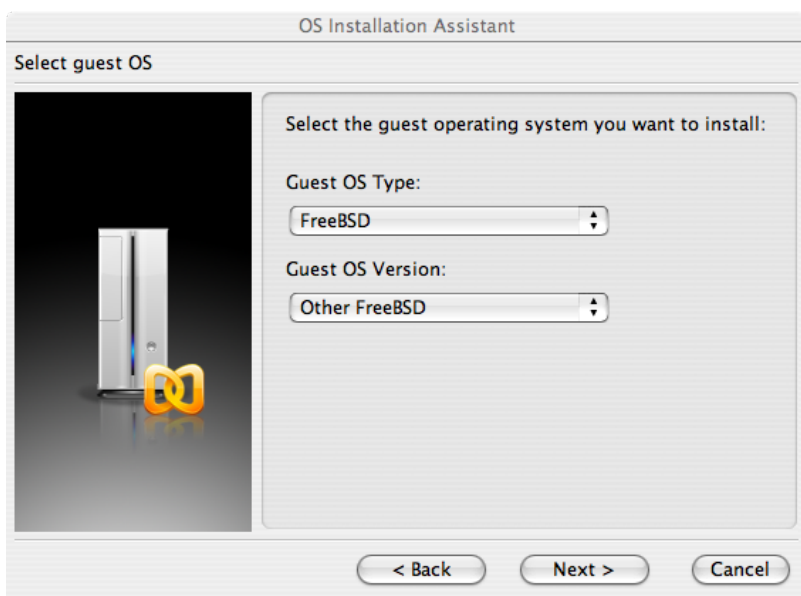 OS Installation Assistant
Select guest OS
Select the guest operating system you want to install:
Guest OS Type:
FreeBSD
Guest OS Version:
Other FreeBSD
< Back
Next >
Cancel